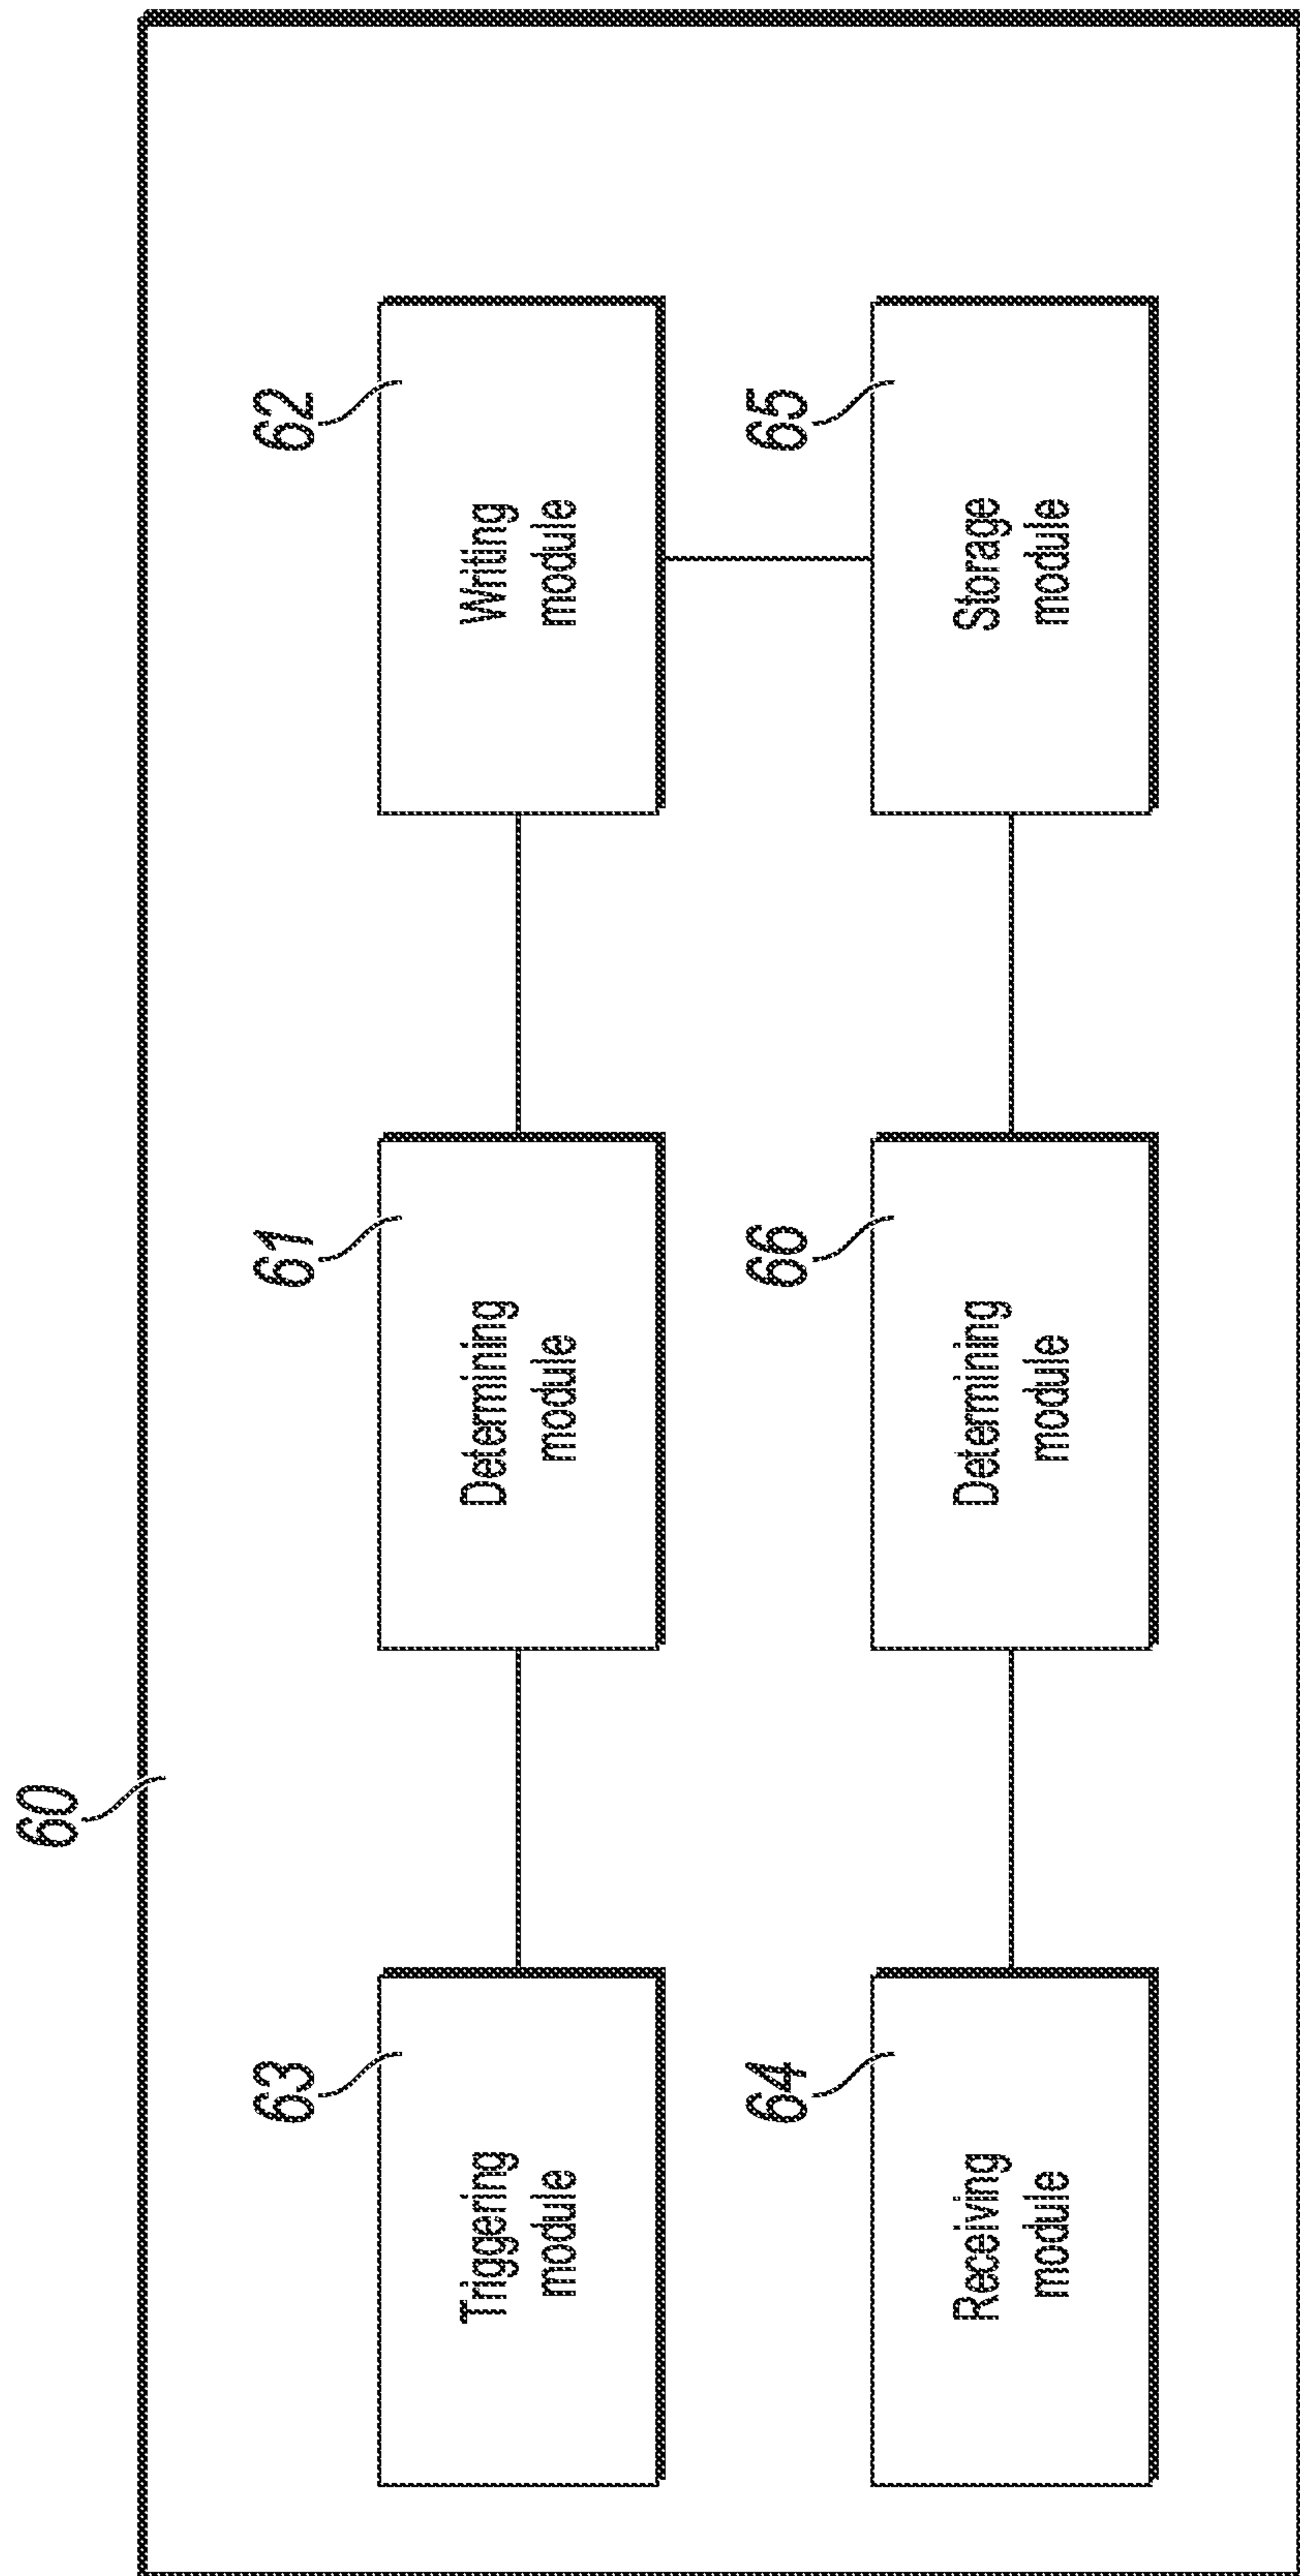 60
63
Triggering
module
61
Determining
module
62
Writing
module
64
Receiving
module
66
Determining
module
65
Storage
module